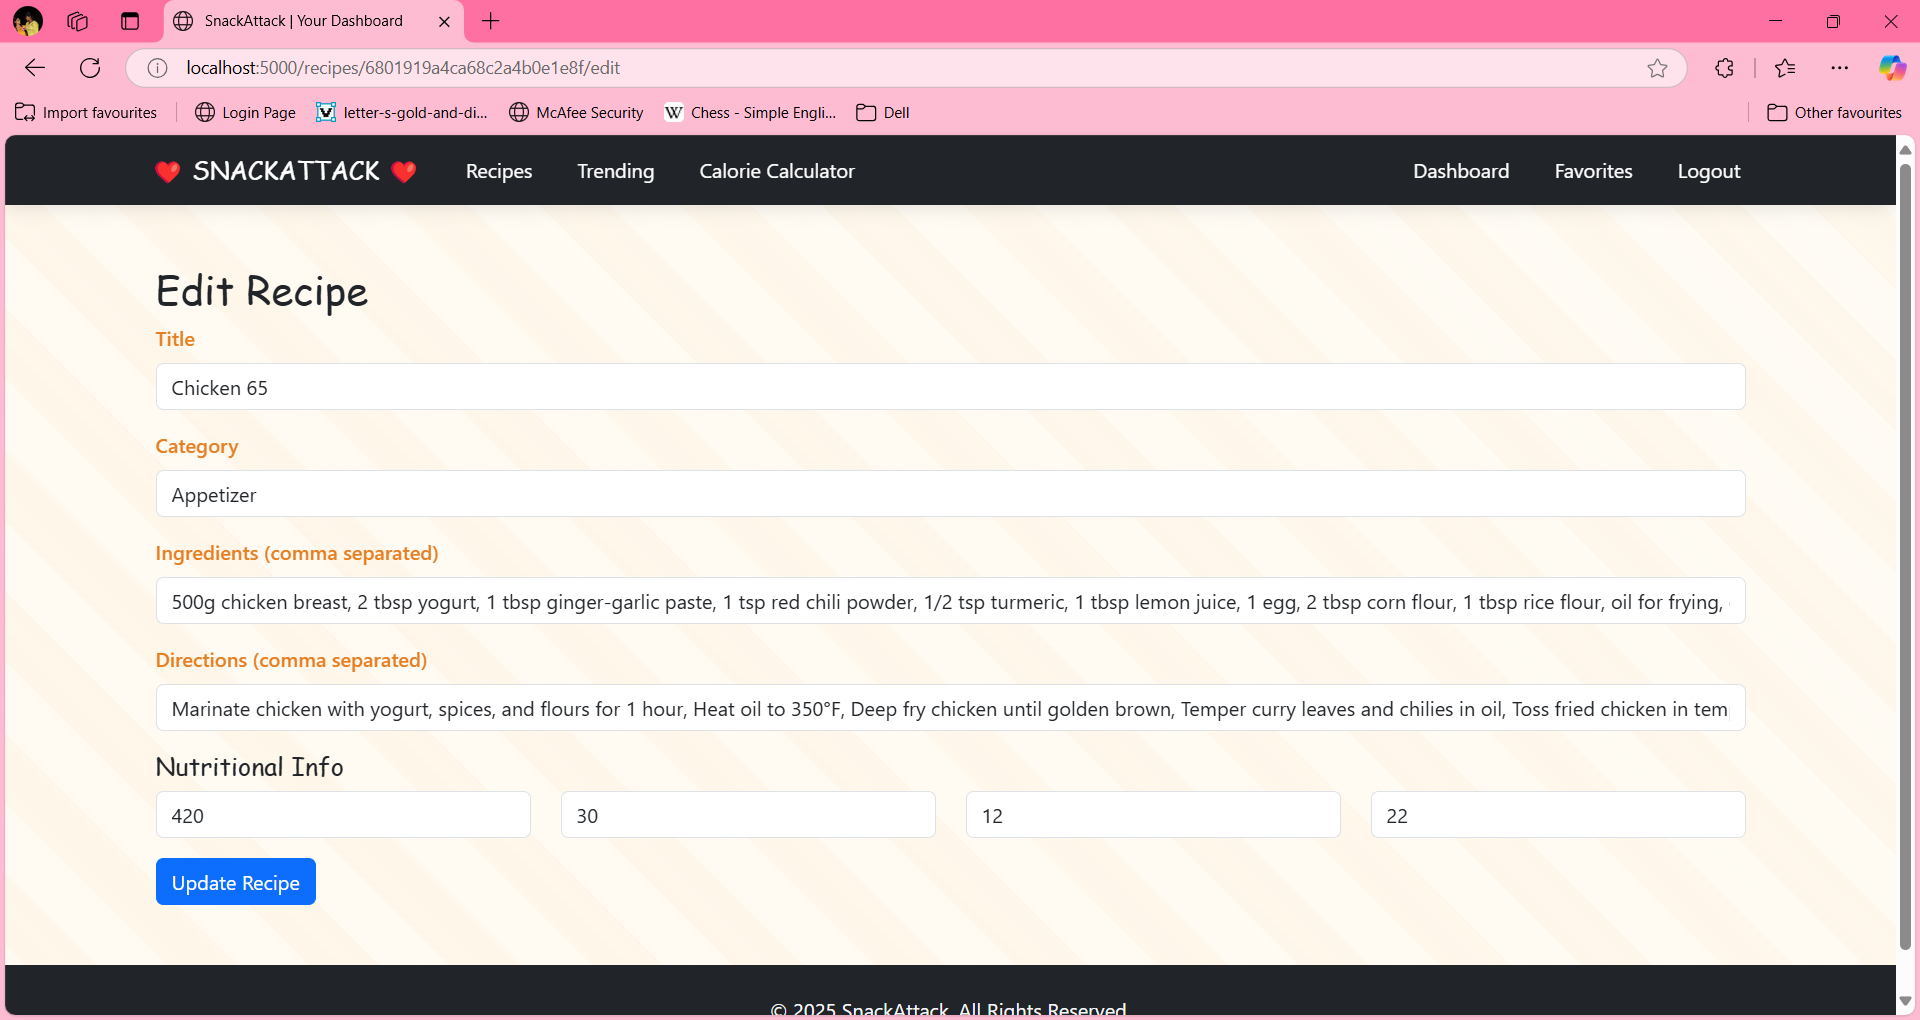 SnackAttack | Your Dashboard
localhost:5000/recipes/6801919a4ca68c2a4b0e1e8f/edit
Import favourites Login Page letter-s-gold-and-di... McAfee Security Chess - Simple Engli... Dell Other favourites
SNACKATTACK Recipes Trending Calorie Calculator Dashboard Favorites Logout
Edit Recipe
Title
Chicken 65
Category
Appetizer
Ingredients (comma separated)
500g chicken breast, 2 tbsp yogurt, 1 tbsp ginger-garlic paste, 1 tsp red chili powder, 1/2 tsp turmeric, 1 tbsp lemon juice, 1 egg, 2 tbsp corn flour, 1 tbsp rice flour, oil for frying,
Directions (comma separated)
Marinate chicken with yogurt, spices, and flours for 1 hour, Heat oil to 350°F, Deep fry chicken until golden brown, Temper curry leaves and chilies in oil, Toss fried chicken in tem
Nutritional Info
420 30 12 22
Update Recipe
© 2025 SnackAttack. All Rights Reserved